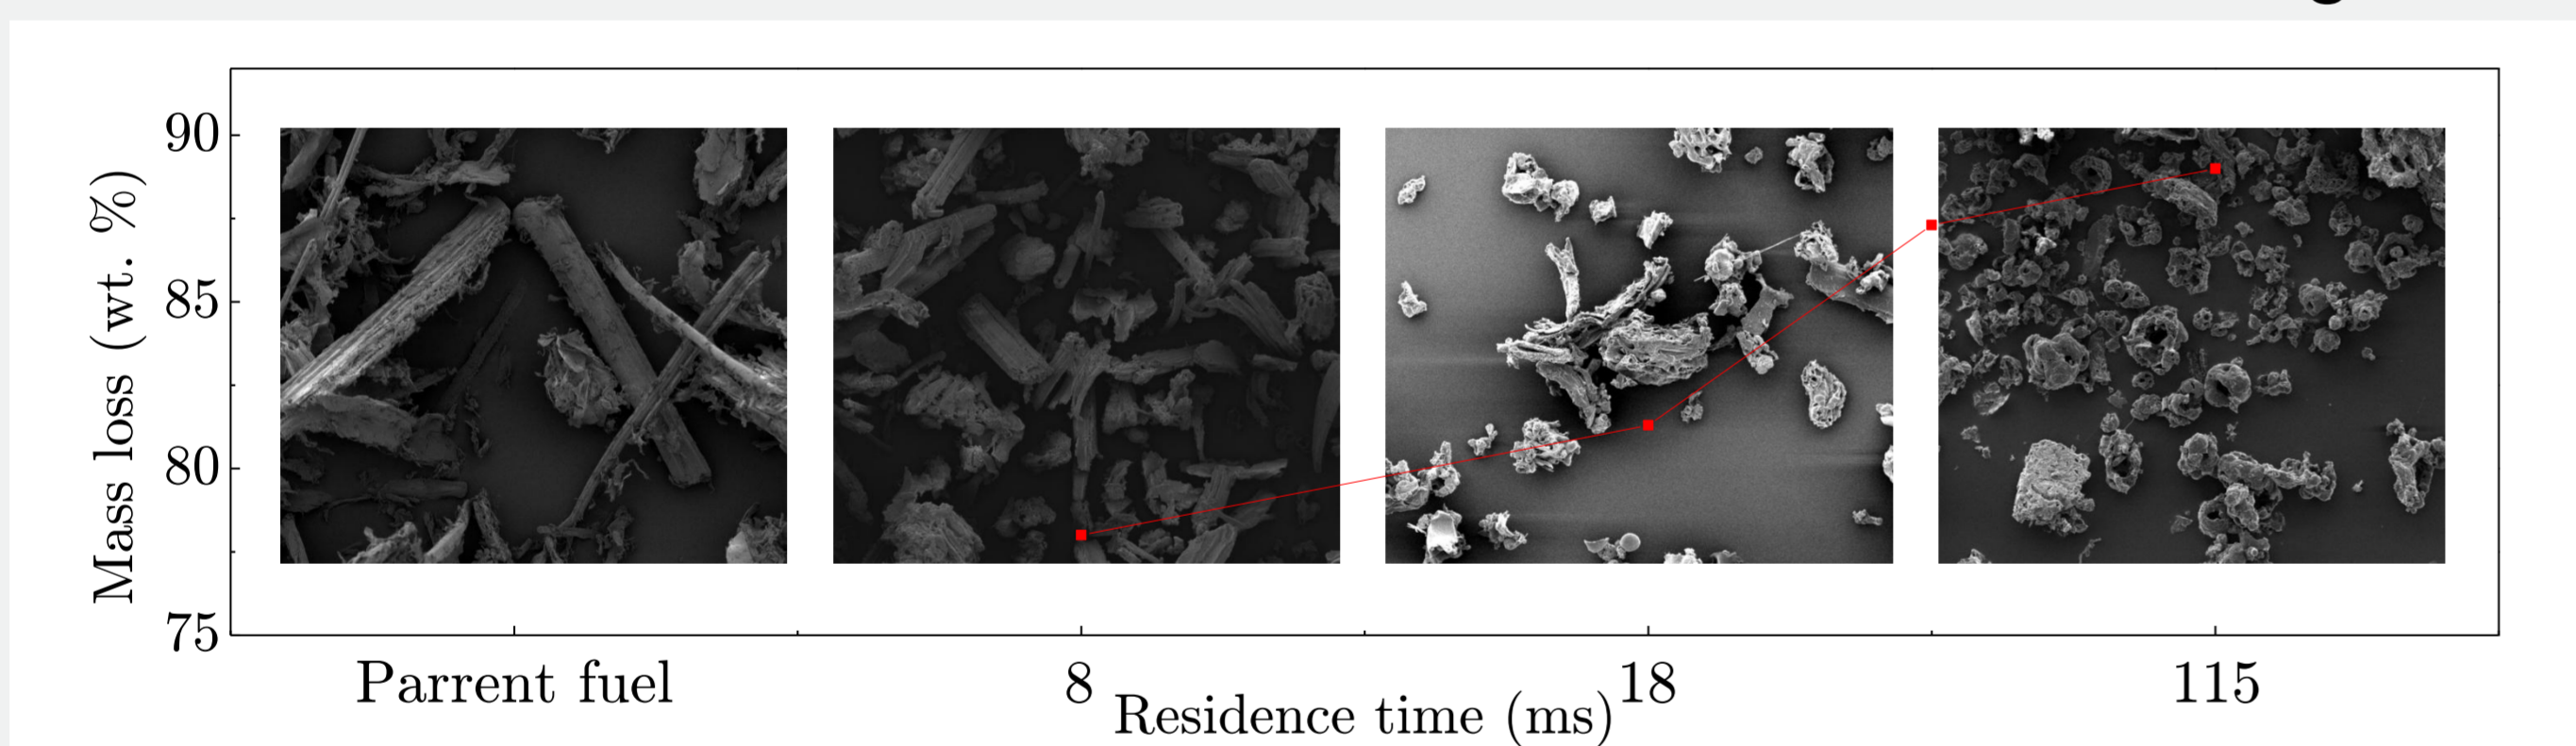 90
85
80
75
Mass loss (wt. %)
Parrent fuel
8
18
115
Residence time (ms)